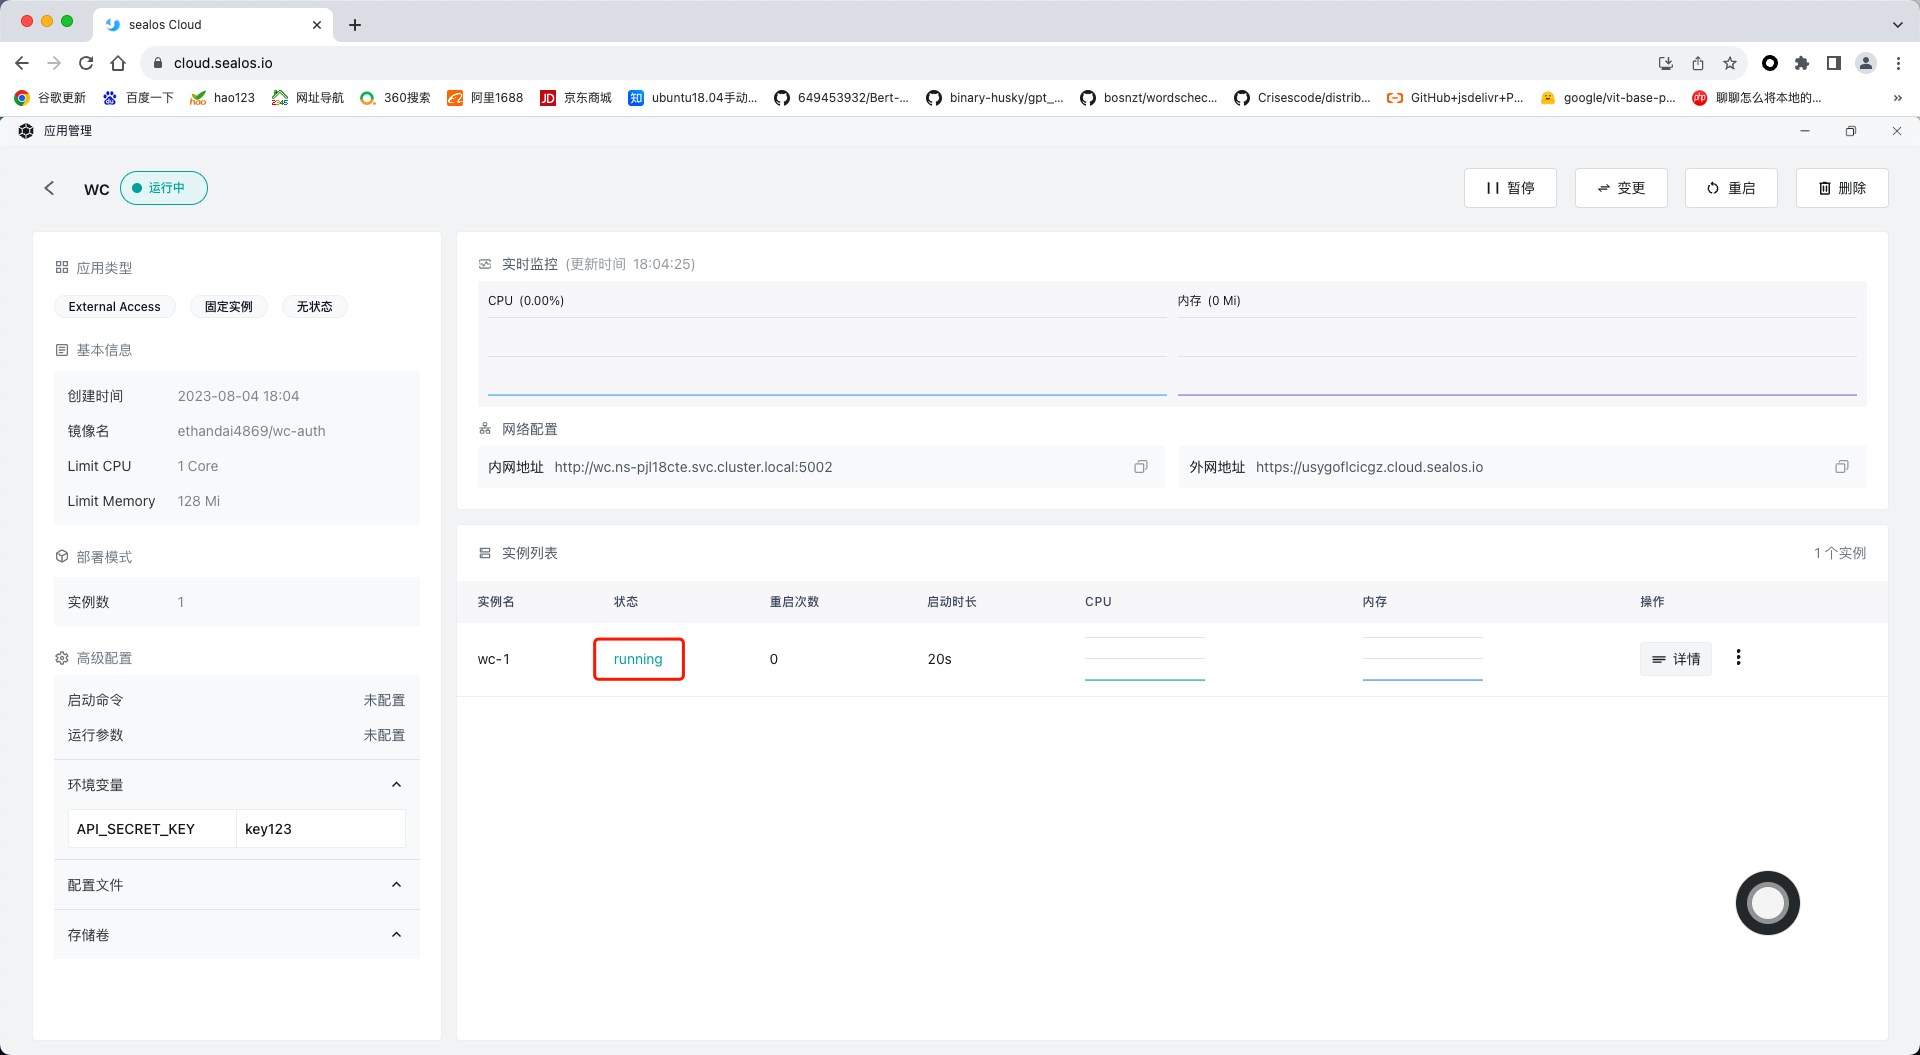 sealos Cloud
cloud.sealos.io
谷歌更新 百度一下 hao123 网址导航 360搜索 阿里1688 京东商城 ubuntu18.04手动... 649453932/Bert-... binary-husky/gpt_... bosnzt/wordschec... Crisescode/distrib... GitHub+jsdelivr+P... google/vit-base-p... 聊聊怎么将本地的...
应用管理
wc 运行中 暂停 变更 重启 删除
应用类型
External Access 固定实例 无状态
基本信息
创建时间 2023-08-04 18:04
镜像名 ethandai4869/wc-auth
Limit CPU 1 Core
Limit Memory 128 Mi
部署模式
实例数 1
高级配置
启动命令 未配置
运行参数 未配置
环境变量
API_SECRET_KEY key123
配置文件
存储卷
实时监控 (更新时间 18:04:25)
CPU (0.00%) 内存 (0 Mi)
网络配置
内网地址 http://wc.ns-pjl18cte.svc.cluster.local:5002 外网地址 https://usygoflcicgz.cloud.sealos.io
实例列表 1 个实例
实例名 状态 重启次数 启动时长 CPU 内存 操作
wc-1 running 0 20s 详情